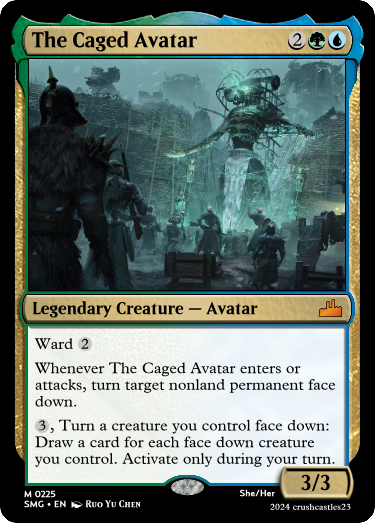 The Caged Avatar 2
Legendary Creature — Avatar
Ward 2
Whenever The Caged Avatar enters or
attacks, turn target nonland permanent face
down.
3, Turn a creature you control face down:
Draw a card for each face down creature
you control. Activate only during your turn.
3/3
M 0225
SMG • EN Ruo Yu Chen
She/Her
2024 crushcastles23